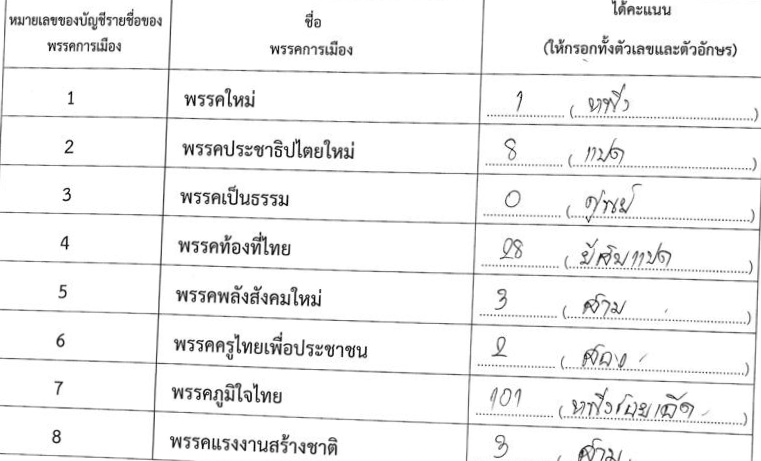 หมายเลขของบัญชีรายชื่อของ
พรรคการเมือง
ชื่อ
พรรคการเมือง
ได้คะแนน
(ให้กรอกทั้งตัวเลขและตัวอักษร)
1 พรรคใหม่ 1 (หนึ่ง)
2 พรรคประชาธิปไตยใหม่ 8 (แปด)
3 พรรคเป็นธรรม 0 (ศูนย์)
4 พรรคท้องที่ไทย 28 (ยี่สิบแปด)
5 พรรคพลังสังคมใหม่ 3 (สาม)
6 พรรคครูไทยเพื่อประชาชน 2 (สอง)
7 พรรคภูมิใจไทย 101 (หนึ่งร้อยเอ็ด)
8 พรรคแรงงานสร้างชาติ 3 (สาม